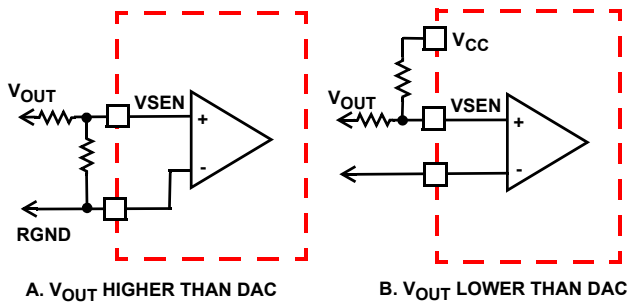 VOUT
VSEN
+
-
RGND
A. VOUT HIGHER THAN DAC
VCC
VOUT
VSEN
+
-
B. VOUT LOWER THAN DAC